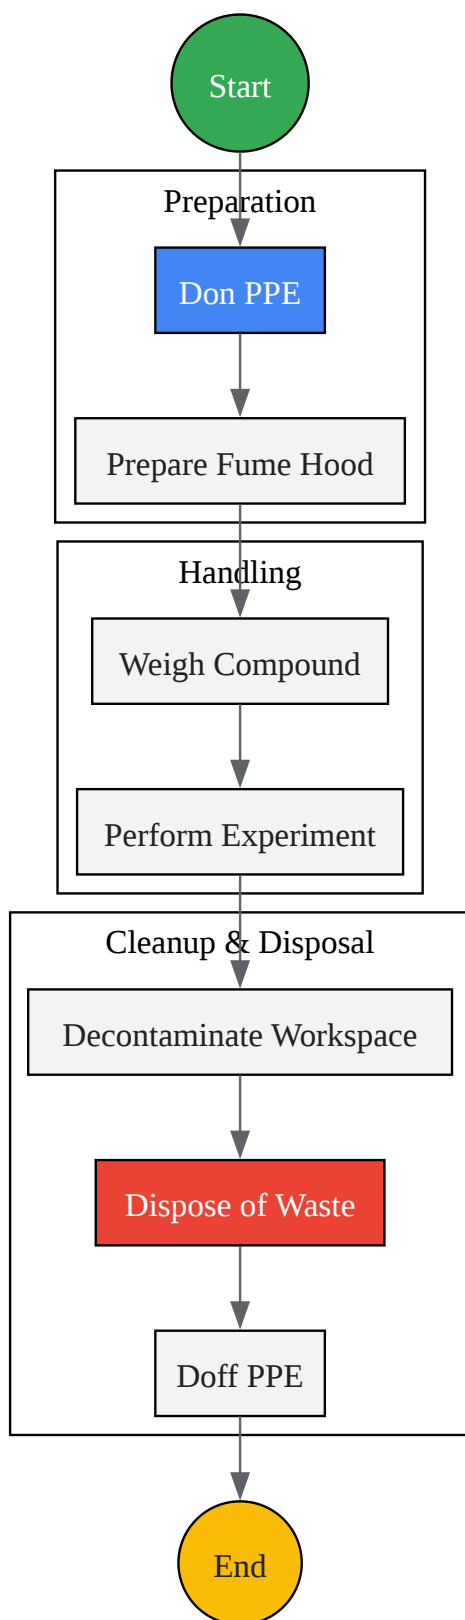 Start
Preparation
Don PPE
Prepare Fume Hood
Handling
Weigh Compound
Perform Experiment
Cleanup & Disposal
Decontaminate Workspace
Dispose of Waste
Doff PPE
End